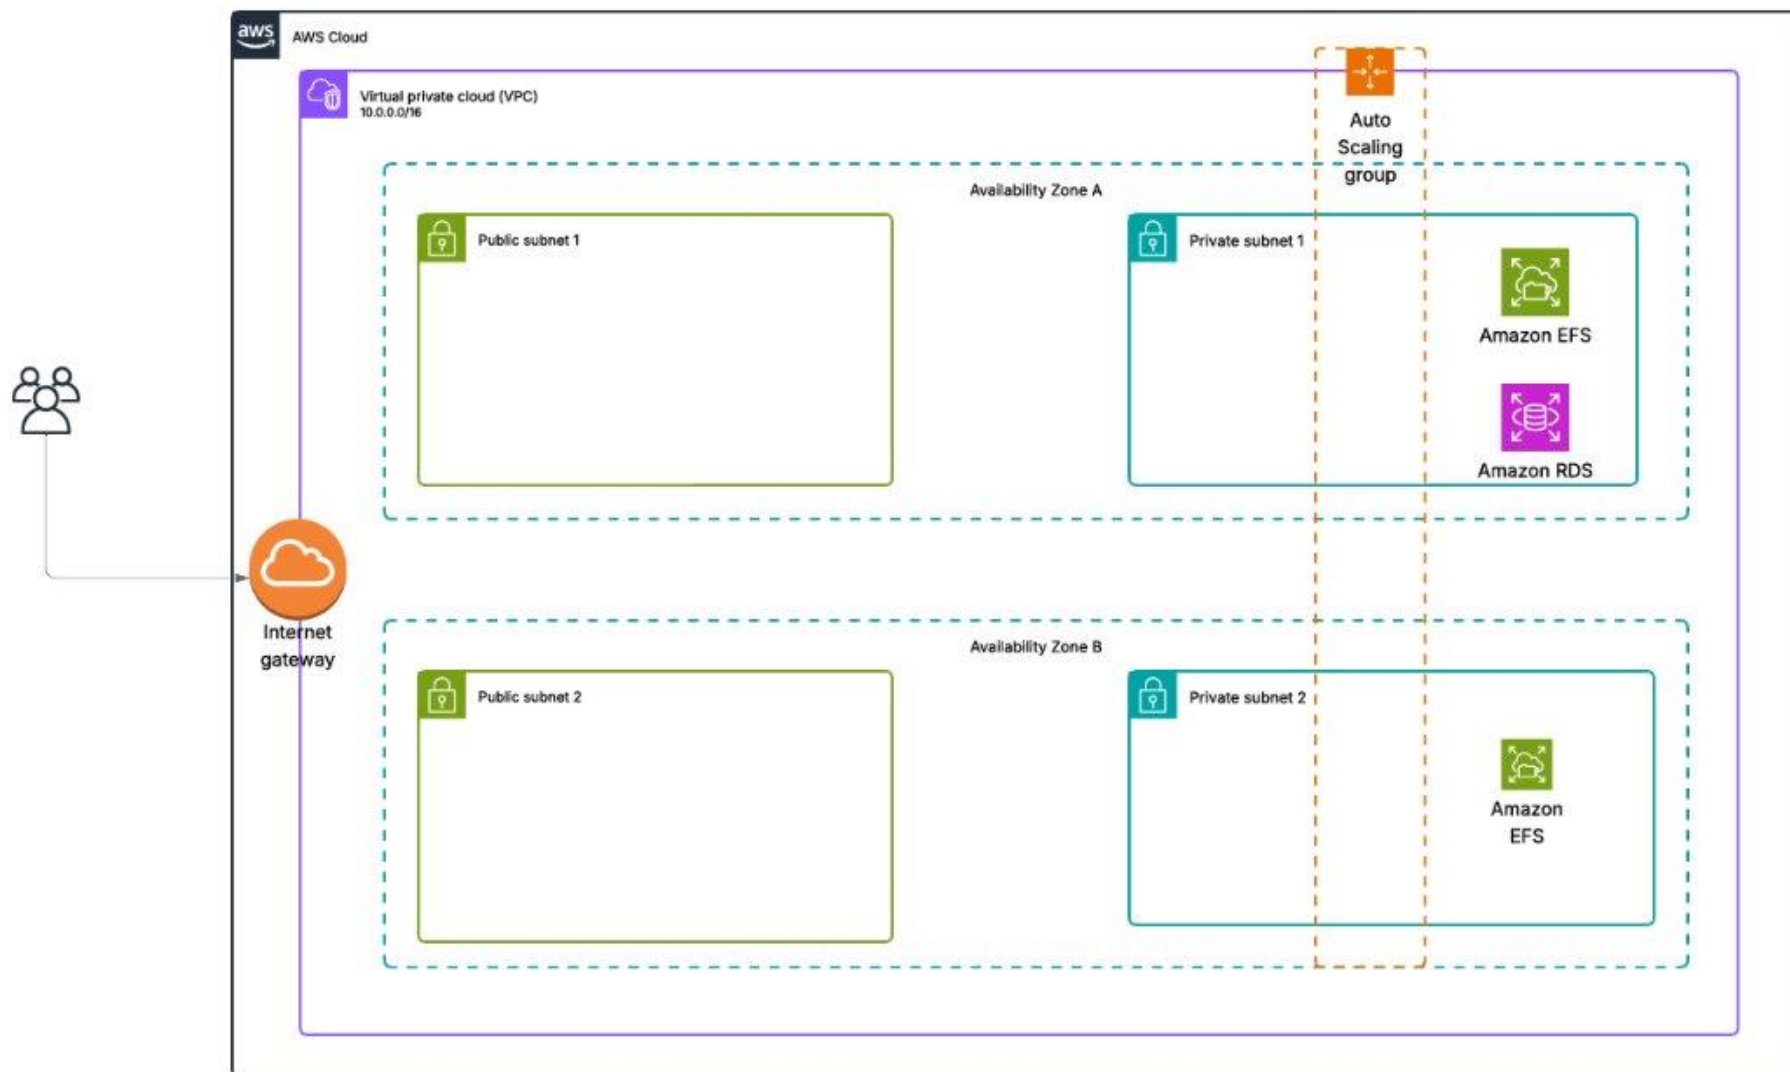 aws
AWS Cloud
Virtual private cloud (VPC)
10.0.0.0/16
Auto
Scaling
group
Availability Zone A
Public subnet 1
Private subnet 1
Amazon EFS
Amazon RDS
Internet
gateway
Availability Zone B
Public subnet 2
Private subnet 2
Amazon
EFS